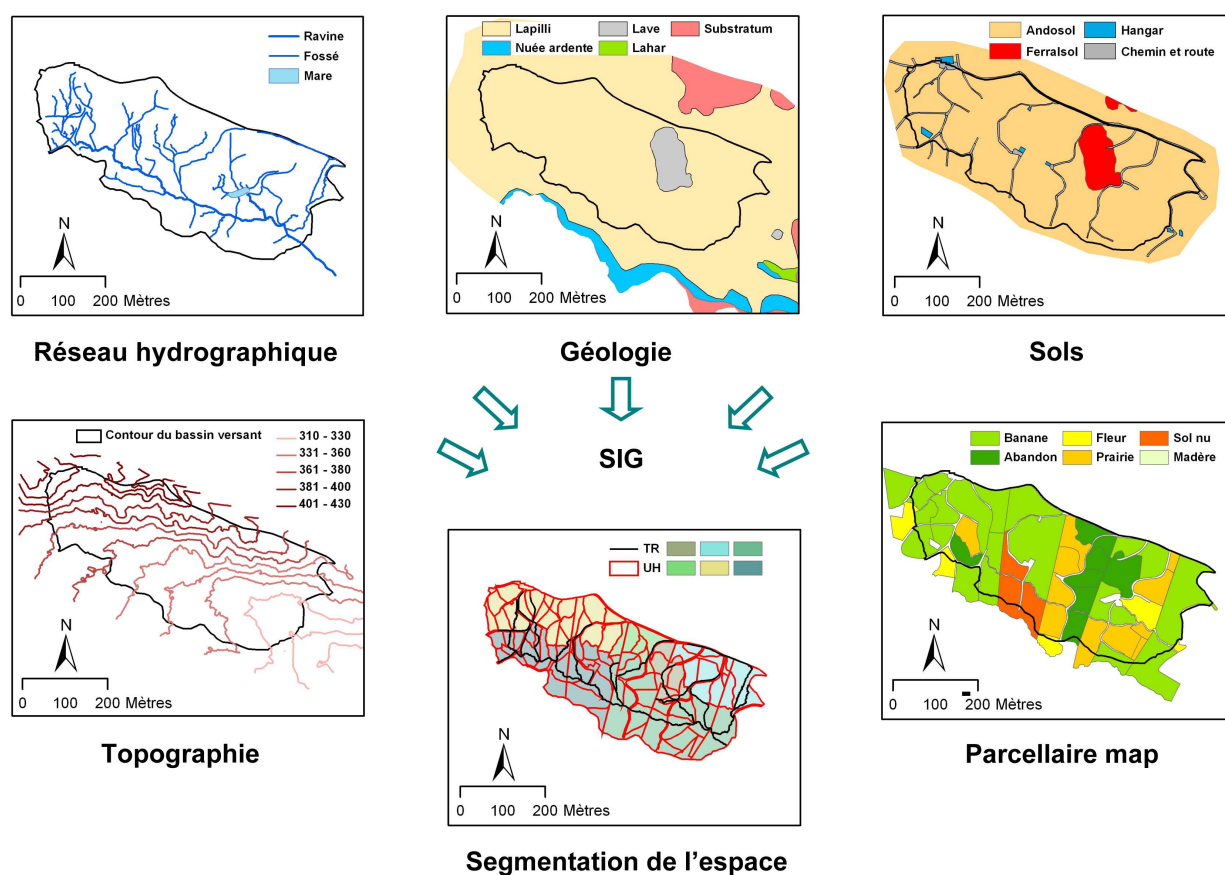 Ravine
Fossé
Mare
N
0 100 200 Mètres
Réseau hydrographique
Lapilli Lave Substratum
Nuée ardente Lahar
N
0 100 200 Mètres
Géologie
Andosol Hangar
Ferralsol Chemin et route
N
0 100 200 Mètres
Sols
SIG
Contour du bassin versant
310 - 330
331 - 360
361 - 380
381 - 400
401 - 430
N
0 100 200 Mètres
Topographie
TR
UH
N
0 100 200 Mètres
Segmentation de l’espace
Banane Fleur Sol nu
Abandon Prairie Madère
N
0 200 Mètres
Parcellaire map